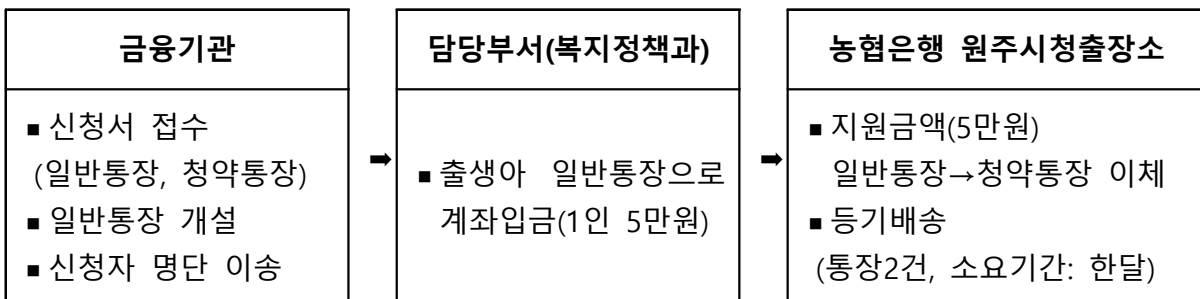 금융기관
■ 신청서 접수
(일반통장, 청약통장)
■ 일반통장 개설
■ 신청자 명단 이송
➡
담당부서(복지정책과)
■ 출생아 일반통장으로
계좌입금(1인 5만원)
➡
농협은행 원주시청출장소
■ 지원금액(5만원)
일반통장→청약통장 이체
■ 등기배송
(통장2건, 소요기간: 한달)